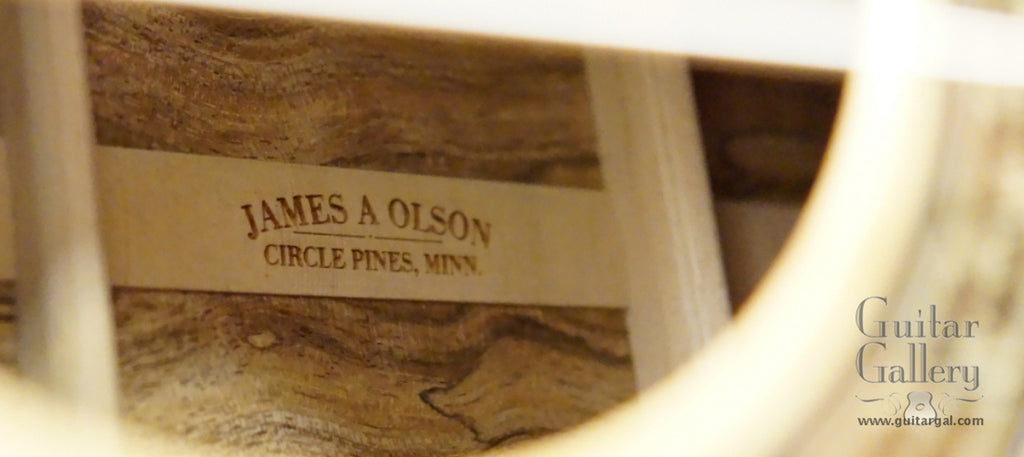 JAMES A OLSON
CIRCLE PINES, MINN.
Guitar
Gallery
www.guitargal.com